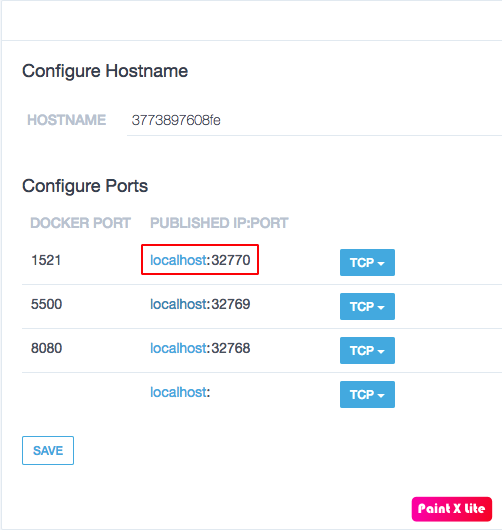 Configure Hostname
HOSTNAME 3773897608fe
Configure Ports
DOCKER PORT PUBLISHED IP:PORT
1521 localhost:32770 TCP
5500 localhost:32769 TCP
8080 localhost:32768 TCP
localhost: TCP
SAVE
Paint X Lite